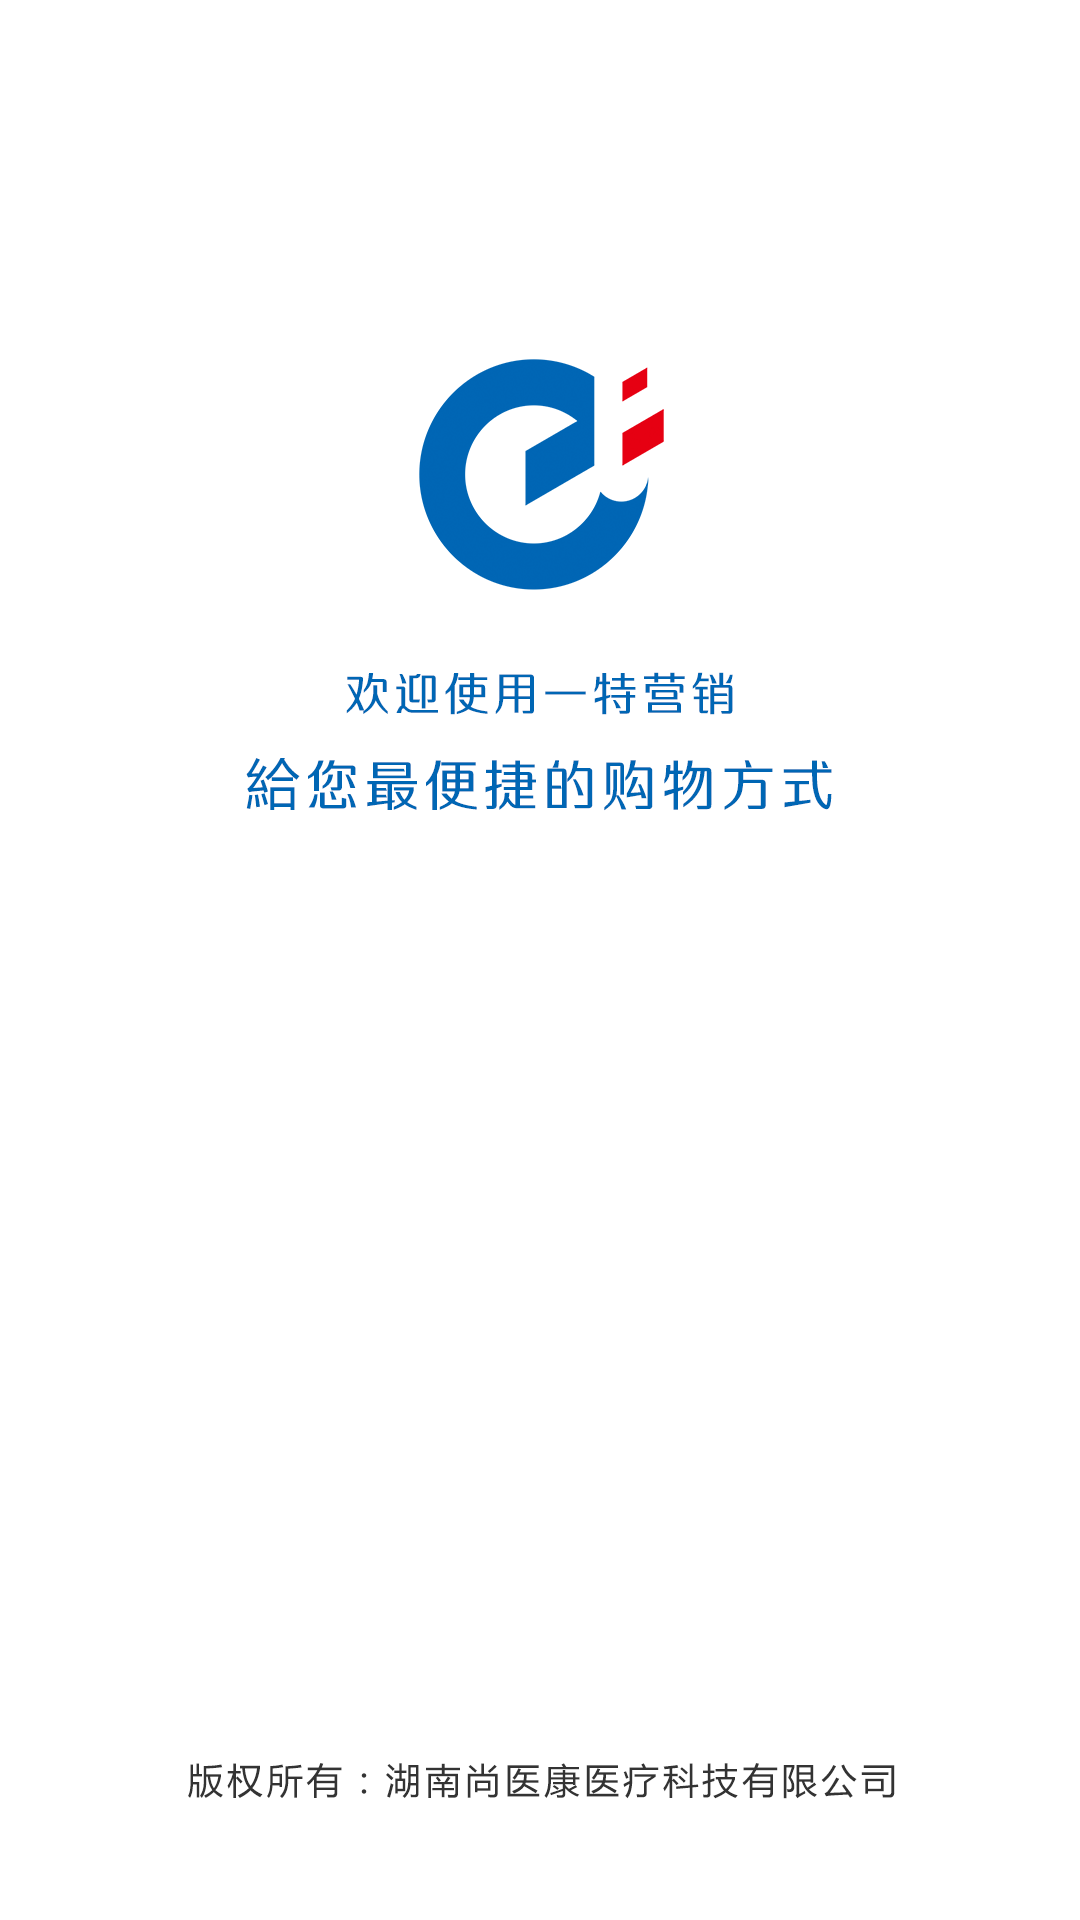 欢迎使用一特营销
給您最便捷的购物方式
版权所有：湖南尚医康医疗科技有限公司